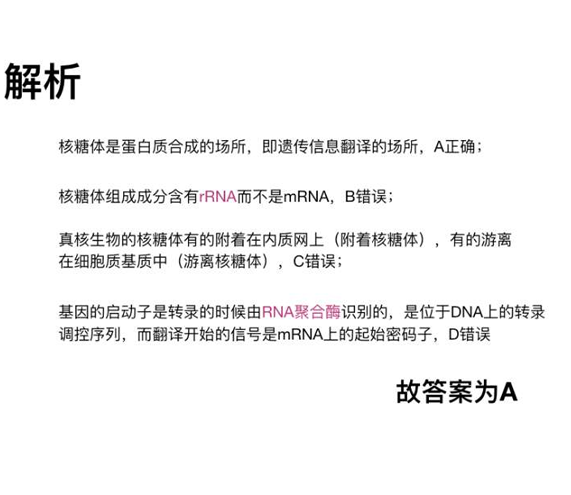 解析
核糖体是蛋白质合成的场所，即遗传信息翻译的场所，A正确；
核糖体组成成分含有rRNA而不是mRNA，B错误；
真核生物的核糖体有的附着在内质网上（附着核糖体），有的游离
在细胞质基质中（游离核糖体），C错误；
基因的启动子是转录的时候由RNA聚合酶识别的，是位于DNA上的转录
调控序列，而翻译开始的信号是mRNA上的起始密码子，D错误
故答案为A